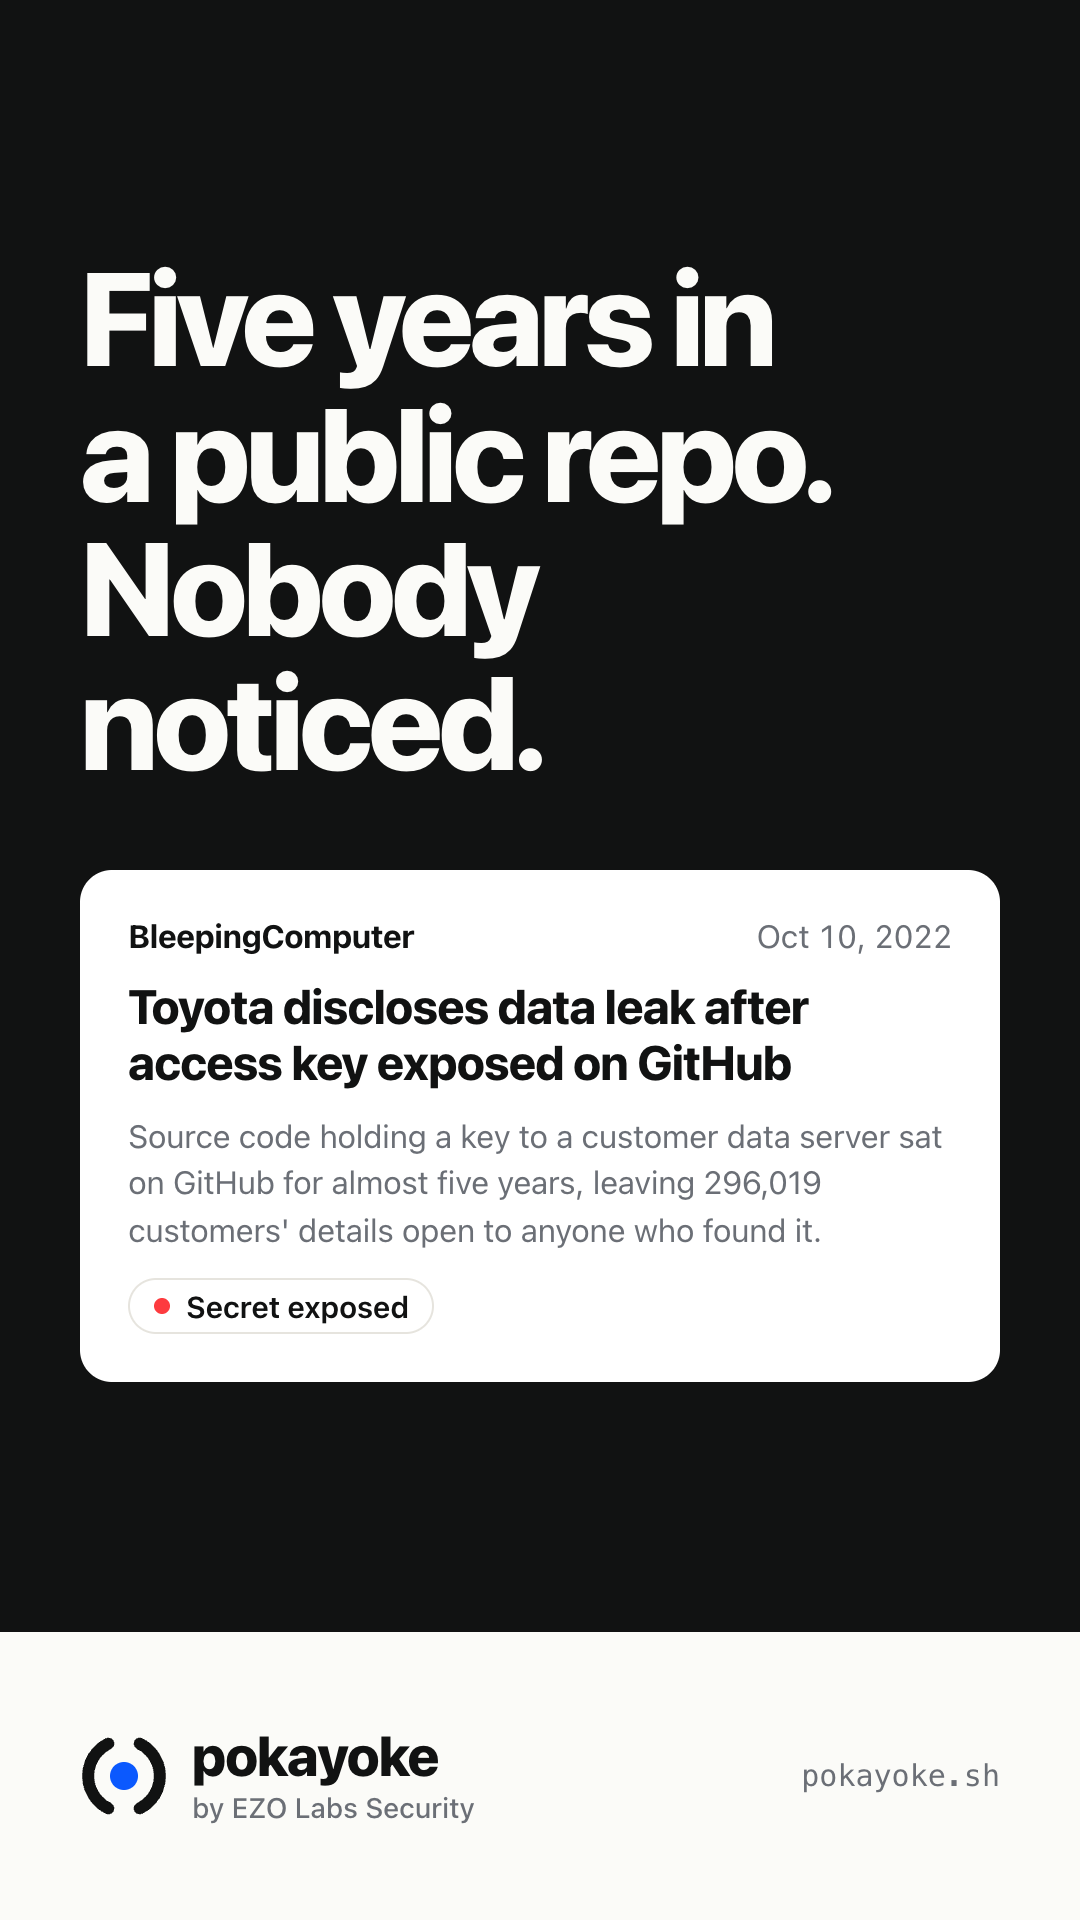 Five years in
a public repo.
Nobody
noticed.
BleepingComputer
Oct 10, 2022
Toyota discloses data leak after
access key exposed on GitHub
Source code holding a key to a customer data server sat
on GitHub for almost five years, leaving 296,019
customers' details open to anyone who found it.
Secret exposed
pokayoke
by EZO Labs Security
pokayoke.sh